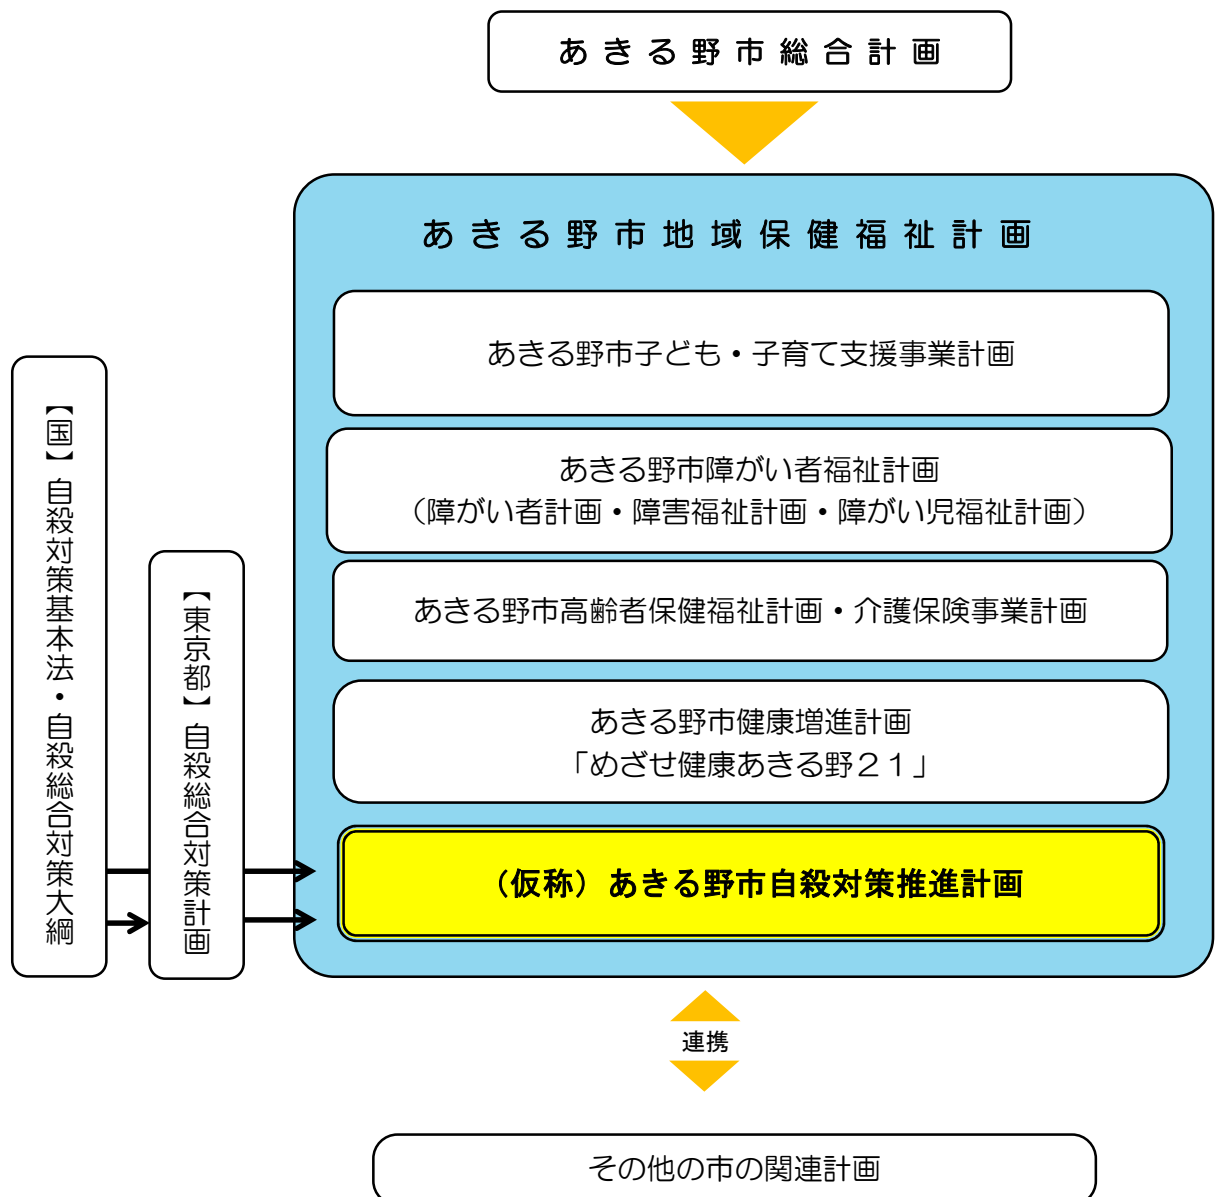 あきる野市総合計画
あきる野市地域保健福祉計画
あきる野市子ども・子育て支援事業計画
あきる野市障がい者福祉計画
（障がい者計画・障害福祉計画・障がい児福祉計画）
あきる野市高齢者保健福祉計画・介護保険事業計画
あきる野市健康増進計画
「めざせ健康あきる野２１」
（仮称）あきる野市自殺対策推進計画
【国】自殺対策基本法・自殺総合対策大綱
【東京都】自殺総合対策計画
連携
その他の市の関連計画